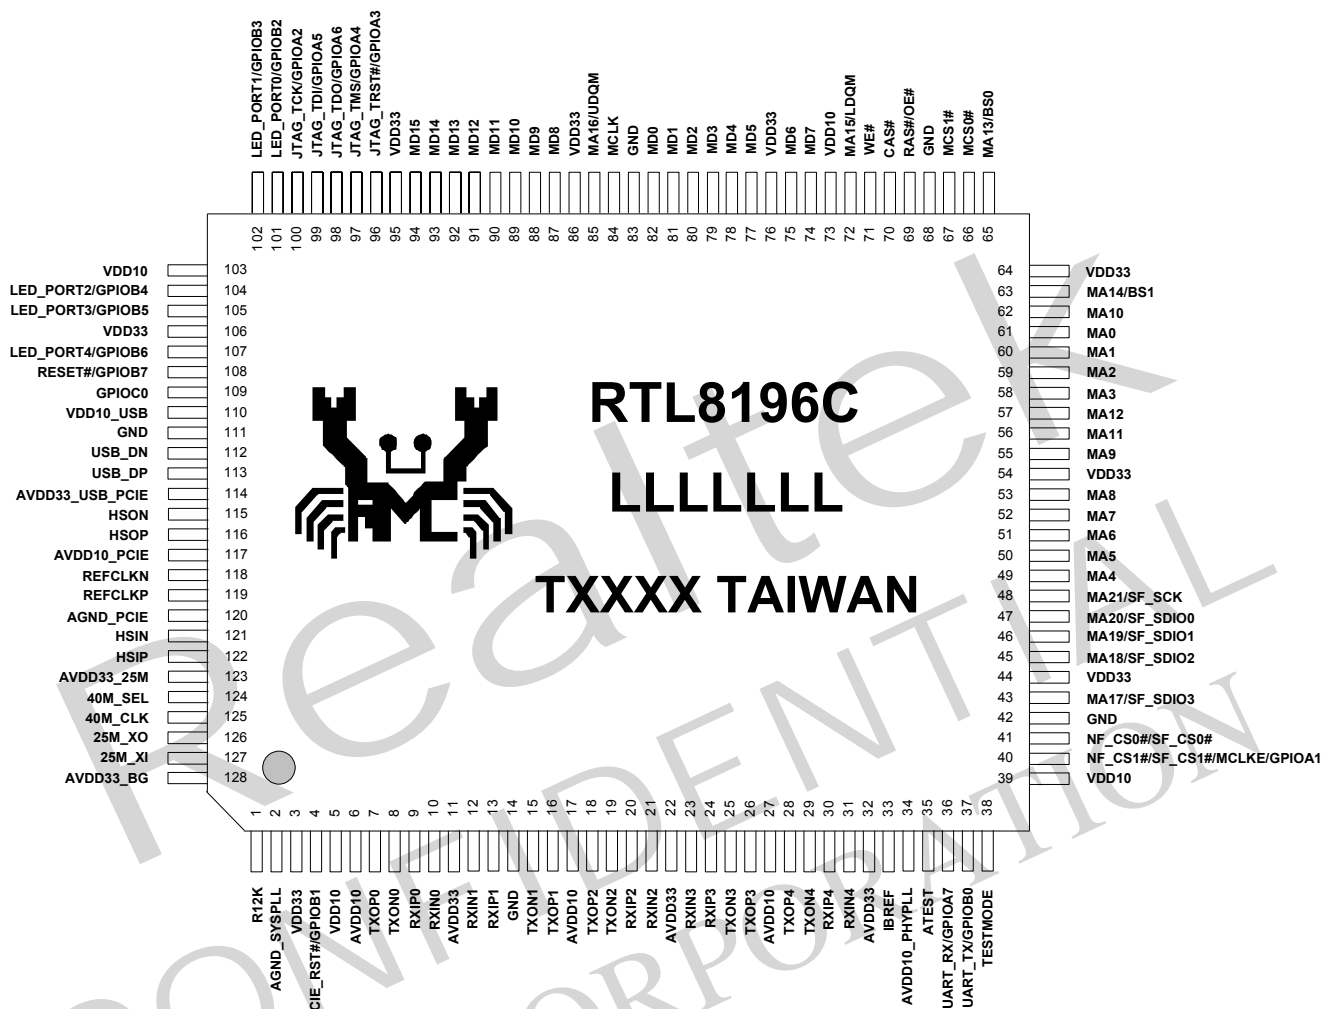 LED_PORT1/GPIOB3
LED_PORT0/GPIOB2
JTAG_TCK/GPIOA2
JTAG_TDI/GPIOA5
JTAG_TDO/GPIOA6
JTAG_TMS/GPIOA4
JTAG_TRST#/GPIOA3
VDD33
MD15
MD14
MD13
MD12
MD11
MD10
MD9
MD8
VDD33
MA16/UDQM
MCLK
GND
MD0
MD1
MD2
MD3
MD4
MD5
VDD33
MD6
MD7
VDD10
MA15/LDQM
WE#
CAS#
RAS#/OE#
GND
MCS1#
MCS0#
MA13/BS0
102 101 100 99 98 97 96 95 94 93 92 91 90 89 88 87 86 85 84 83 82 81 80 79 78 77 76 75 74 73 72 71 70 69 68 67 66 65
VDD10 103
LED_PORT2/GPIOB4 104
LED_PORT3/GPIOB5 105
VDD33 106
LED_PORT4/GPIOB6 107
RESET#/GPIOB7 108
GPIOC0 109
VDD10_USB 110
GND 111
USB_DN 112
USB_DP 113
AVDD33_USB_PCIE 114
HSON 115
HSOP 116
AVDD10_PCIE 117
REFCLKN 118
REFCLKP 119
AGND_PCIE 120
HSIN 121
HSIP 122
AVDD33_25M 123
40M_SEL 124
40M_CLK 125
25M_XO 126
25M_XI 127
AVDD33_BG 128
RTL8196C
LLLLLLL
TXXXX TAIWAN
64 VDD33
63 MA14/BS1
62 MA10
61 MA0
60 MA1
59 MA2
58 MA3
57 MA12
56 MA11
55 MA9
54 VDD33
53 MA8
52 MA7
51 MA6
50 MA5
49 MA4
48 MA21/SF_SCK
47 MA20/SF_SDIO0
46 MA19/SF_SDIO1
45 MA18/SF_SDIO2
44 VDD33
43 MA17/SF_SDIO3
42 GND
41 NF_CS0#/SF_CS0#
40 NF_CS1#/SF_CS1#/MCLKE/GPIOA1
39 VDD10
1 2 3 4 5 6 7 8 9 10 11 12 13 14 15 16 17 18 19 20 21 22 23 24 25 26 27 28 29 30 31 32 33 34 35 36 37 38
R12K
AGND_SYSPLL
VDD33
CIE_RST#/GPIOB1
VDD10
AVDD10
TXOP0
TXON0
RXIP0
RXIN0
AVDD33
RXIN1
RXIP1
GND
TXON1
TXOP1
AVDD10
TXOP2
TXON2
RXIP2
RXIN2
AVDD33
RXIN3
RXIP3
TXON3
TXOP3
AVDD10
TXOP4
TXON4
RXIP4
RXIN4
AVDD33
IBREF
AVDD10_PHYPLL
ATEST
UART_RX/GPIOA7
UART_TX/GPIOB0
TESTMODE
Realtek
CONFIDENTIAL
CORPORATION